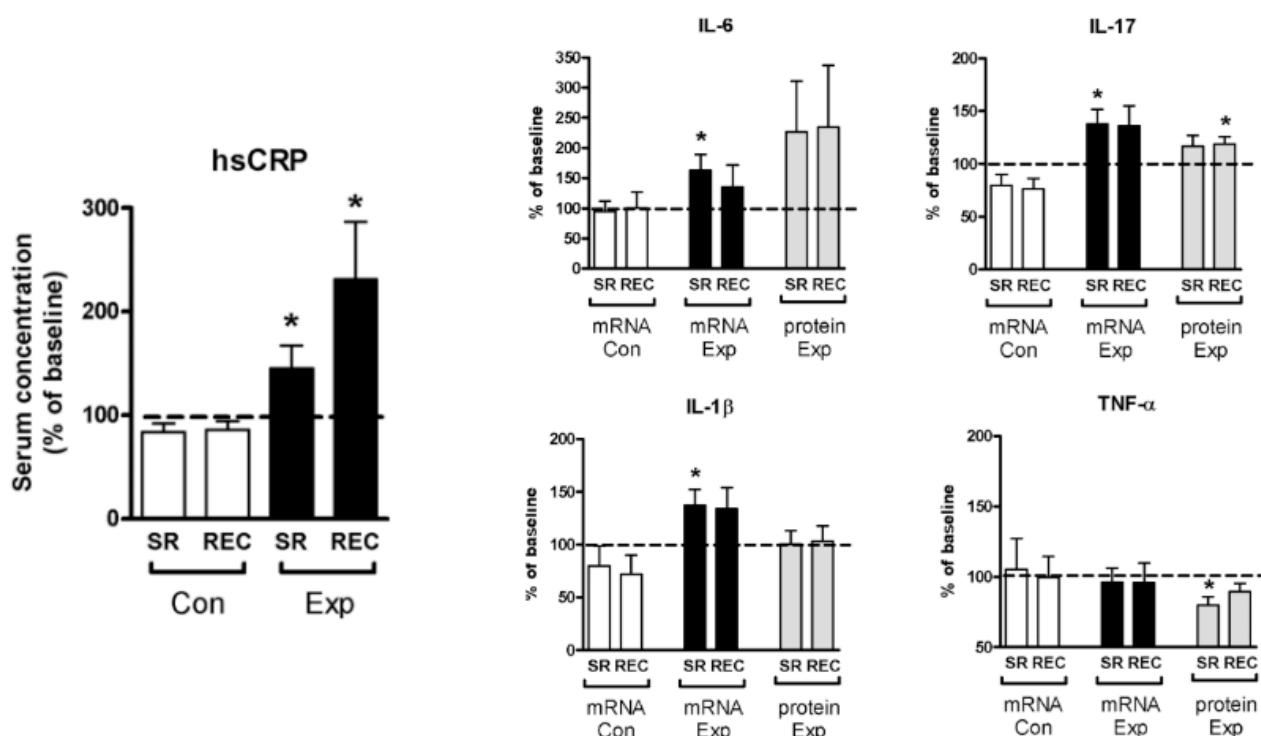 hsCRP
Serum concentration
(% of baseline)
300
200
100
0
*
*
SR REC SR REC
Con Exp
IL-6
% of baseline
350
300
250
200
150
100
50
0
*
SR REC SR REC SR REC
mRNA mRNA protein
Con Exp Exp
IL-17
% of baseline
200
150
100
50
0
*
*
SR REC SR REC SR REC
mRNA mRNA protein
Con Exp Exp
IL-1β
% of baseline
200
150
100
50
0
*
SR REC SR REC SR REC
mRNA mRNA protein
Con Exp Exp
TNF-α
% of baseline
200
150
100
50
*
SR REC SR REC SR REC
mRNA mRNA protein
Con Exp Exp